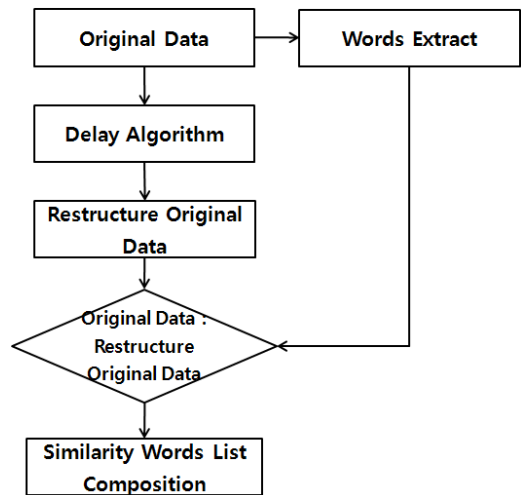 Original Data
Words Extract
Delay Algorithm
Restructure Original
Data
Original Data :
Restructure
Original Data
Similarity Words List
Composition